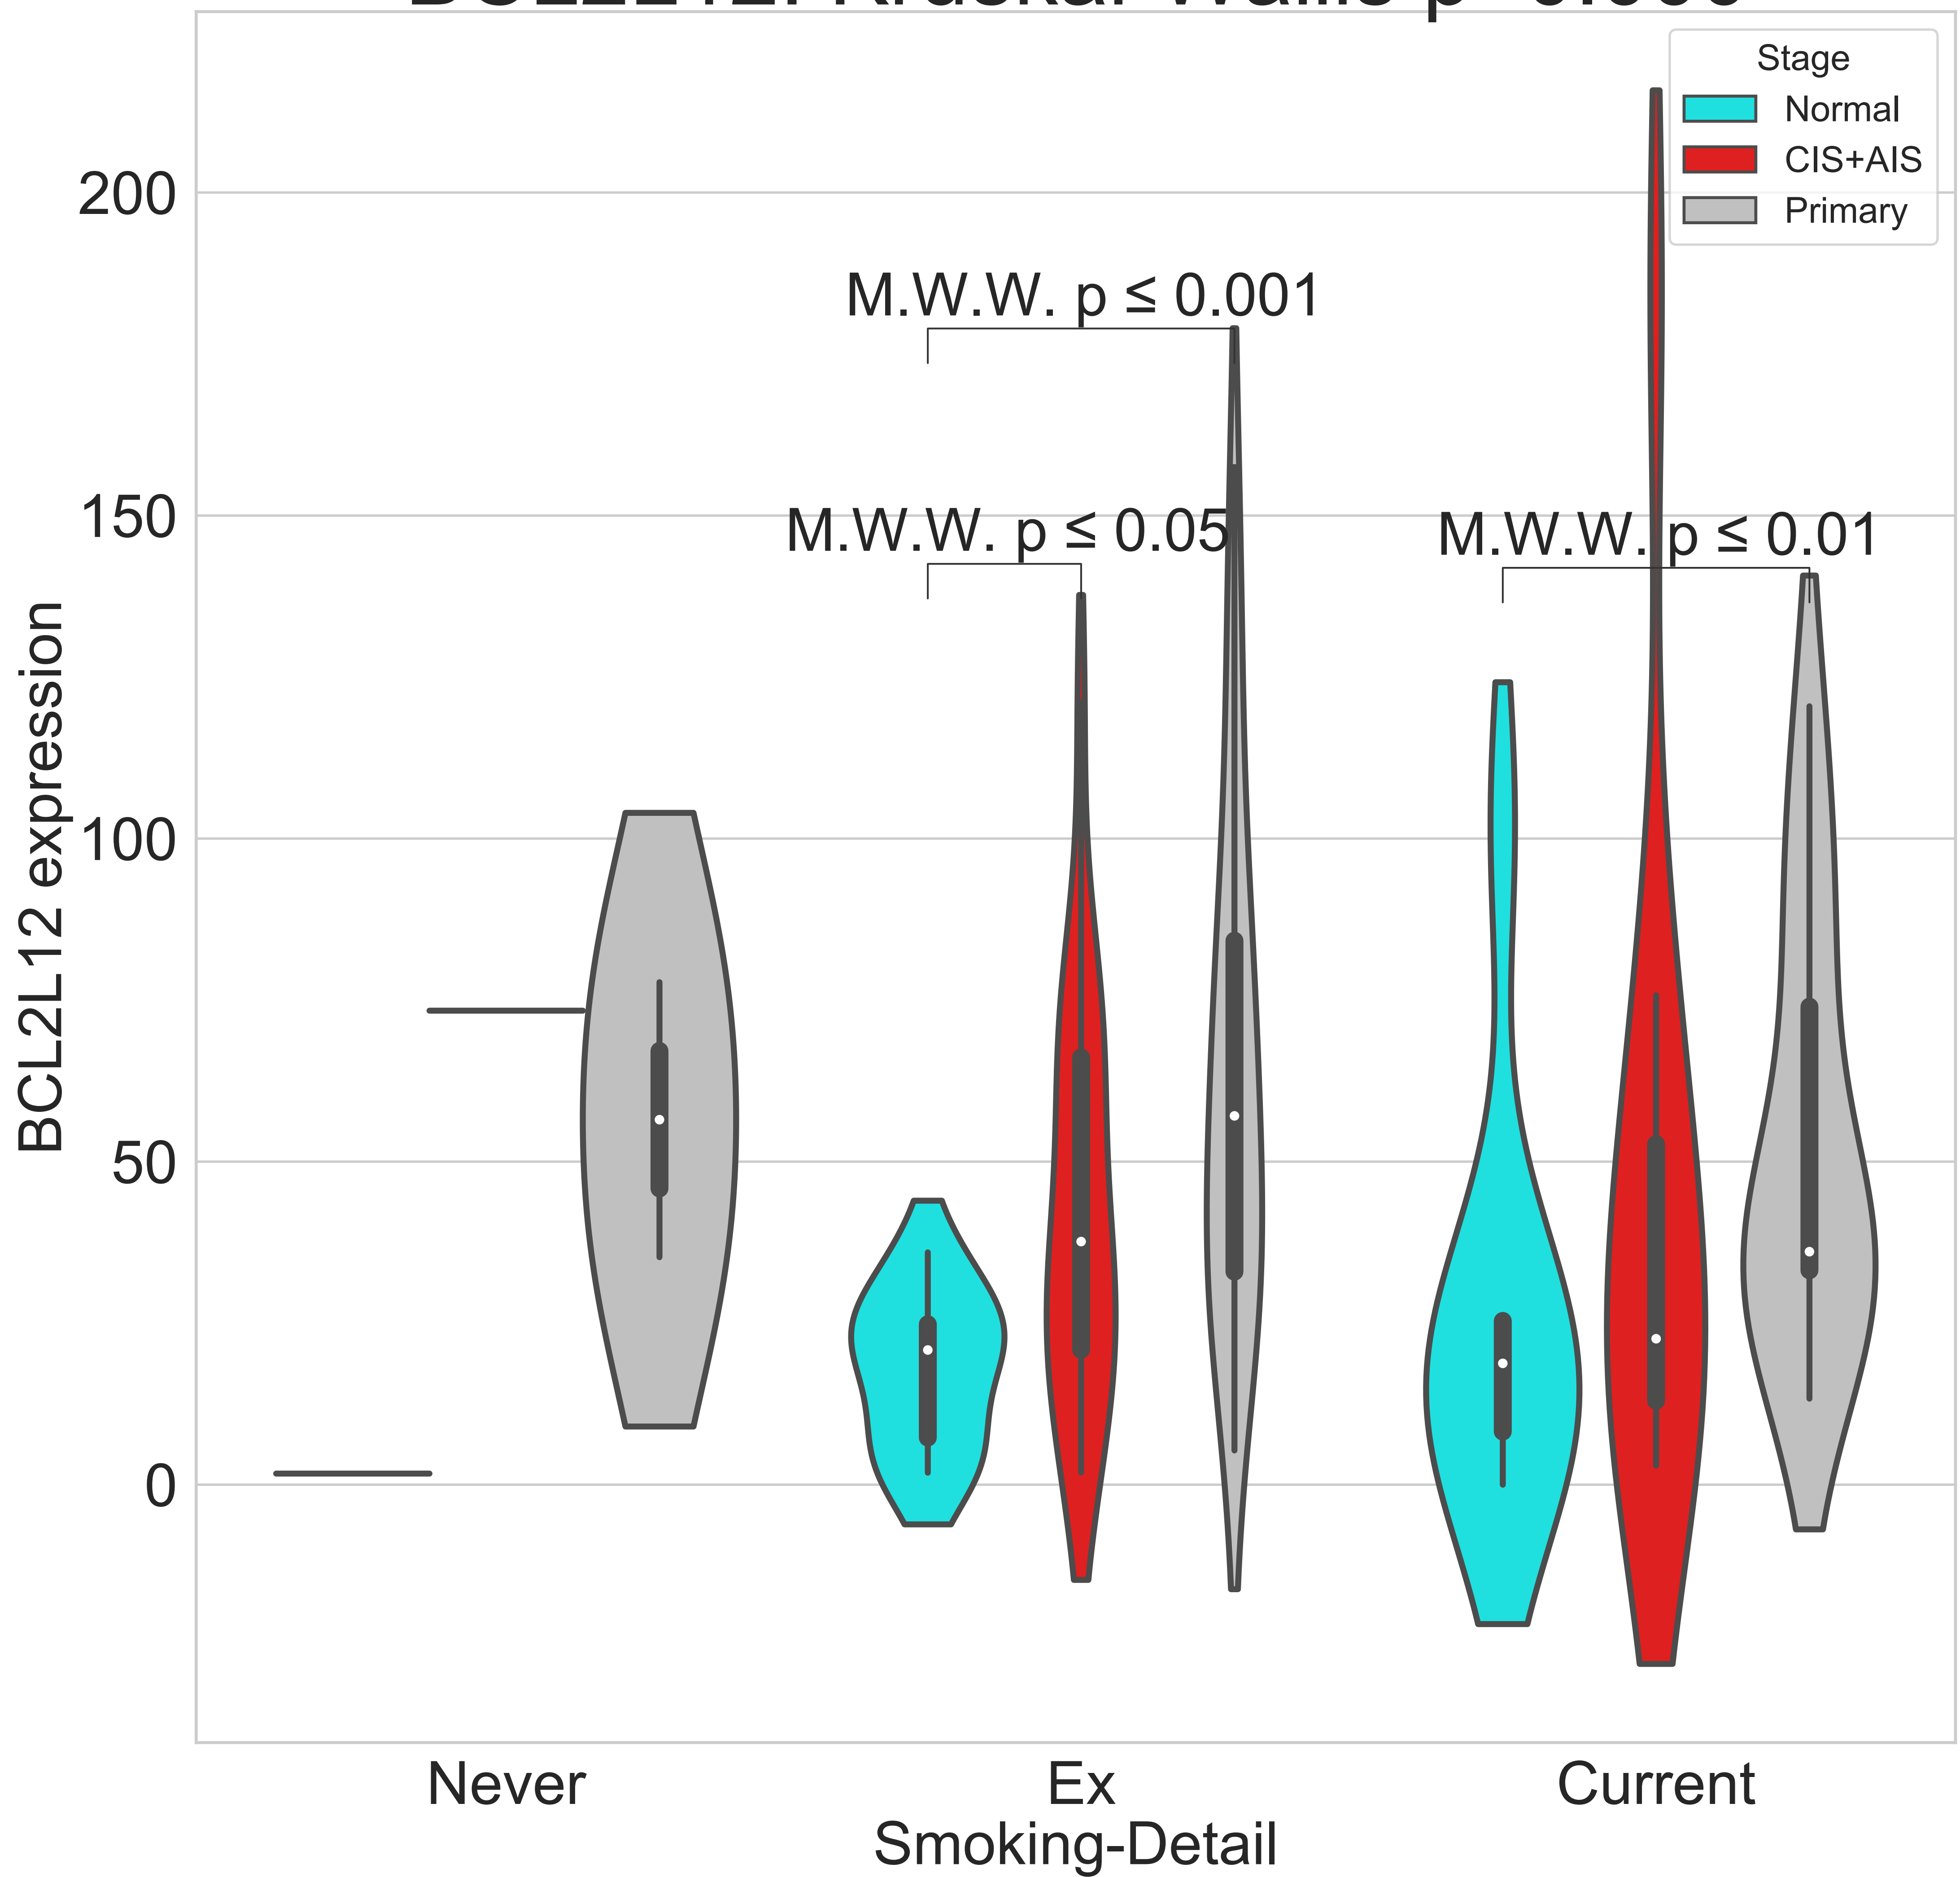 Stage
Normal
CIS+AIS
Primary
200
150
100
50
0
BCL2L12 expression
M.W.W. p ≤ 0.001
M.W.W. p ≤ 0.05
M.W.W. p ≤ 0.01
Never
Ex
Current
Smoking-Detail